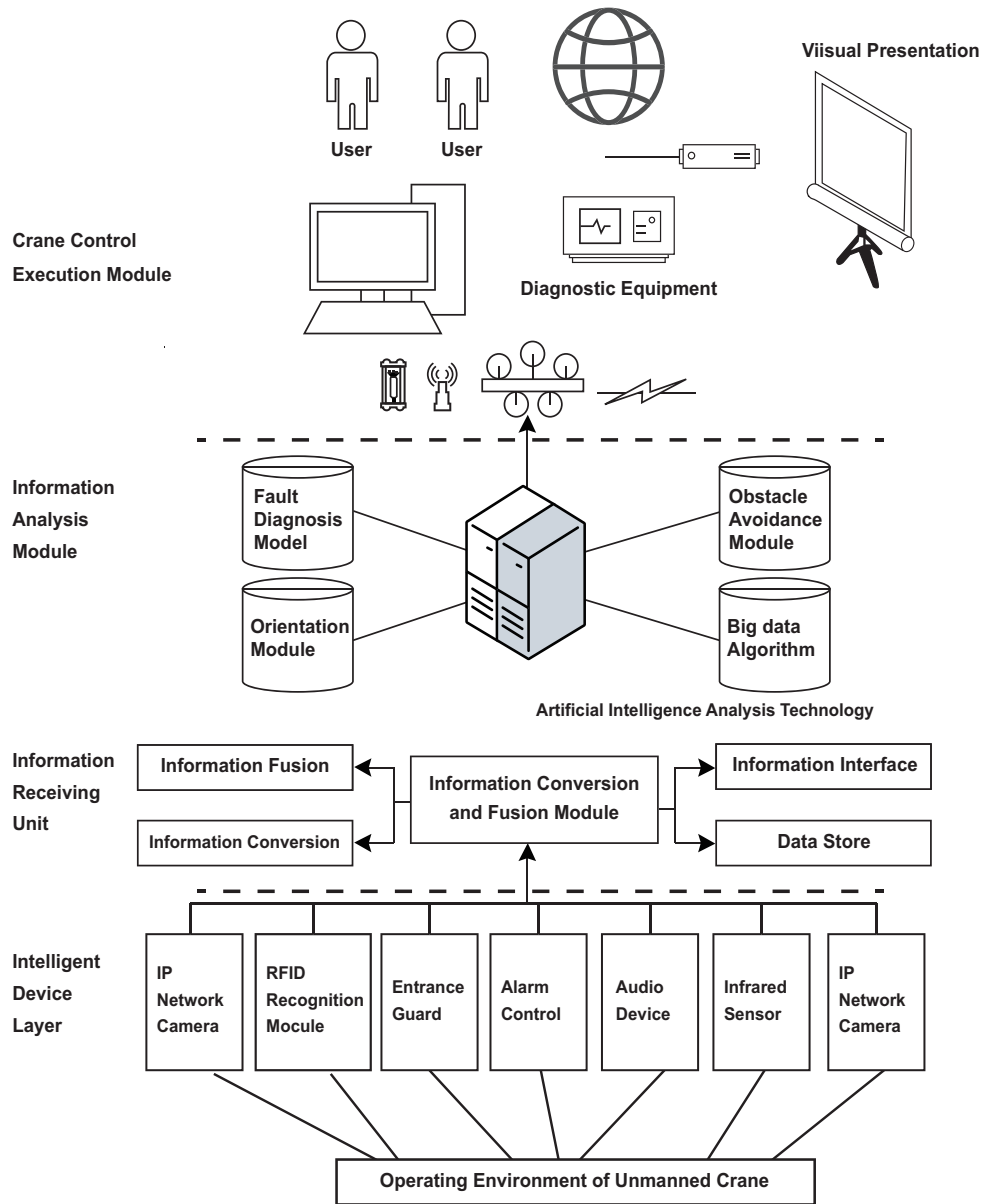 Viisual Presentation
User
User
Crane Control
Execution Module
Diagnostic Equipment
Information
Analysis
Module
Fault
Diagnosis
Model
Obstacle
Avoidance
Module
Orientation
Module
Big data
Algorithm
Artificial Intelligence Analysis Technology
Information
Receiving
Unit
Information Fusion
Information Conversion
Information Conversion
and Fusion Module
Information Interface
Data Store
Intelligent
Device
Layer
IP
Network
Camera
RFID
Recognition
Mocule
Entrance
Guard
Alarm
Control
Audio
Device
Infrared
Sensor
IP
Network
Camera
Operating Environment of Unmanned Crane